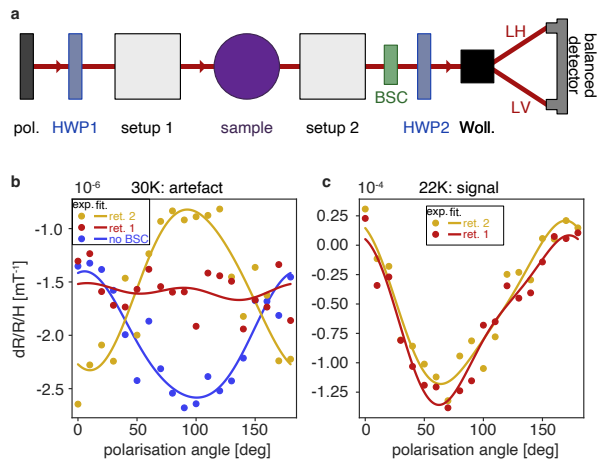 a
LH
LV
balanced
detector
BSC
pol.
HWP1
setup 1
sample
setup 2
HWP2
Woll.
b
10⁻⁶
30K: artefact
exp. fit.
ret. 2
ret. 1
no BSC
-1.0
-1.5
-2.0
-2.5
dR/R/H [mT⁻¹]
0
50
100
150
polarisation angle [deg]
c
10⁻⁴
22K: signal
exp. fit.
ret. 2
ret. 1
0.25
0.00
-0.25
-0.50
-0.75
-1.00
-1.25
0
50
100
150
polarisation angle [deg]